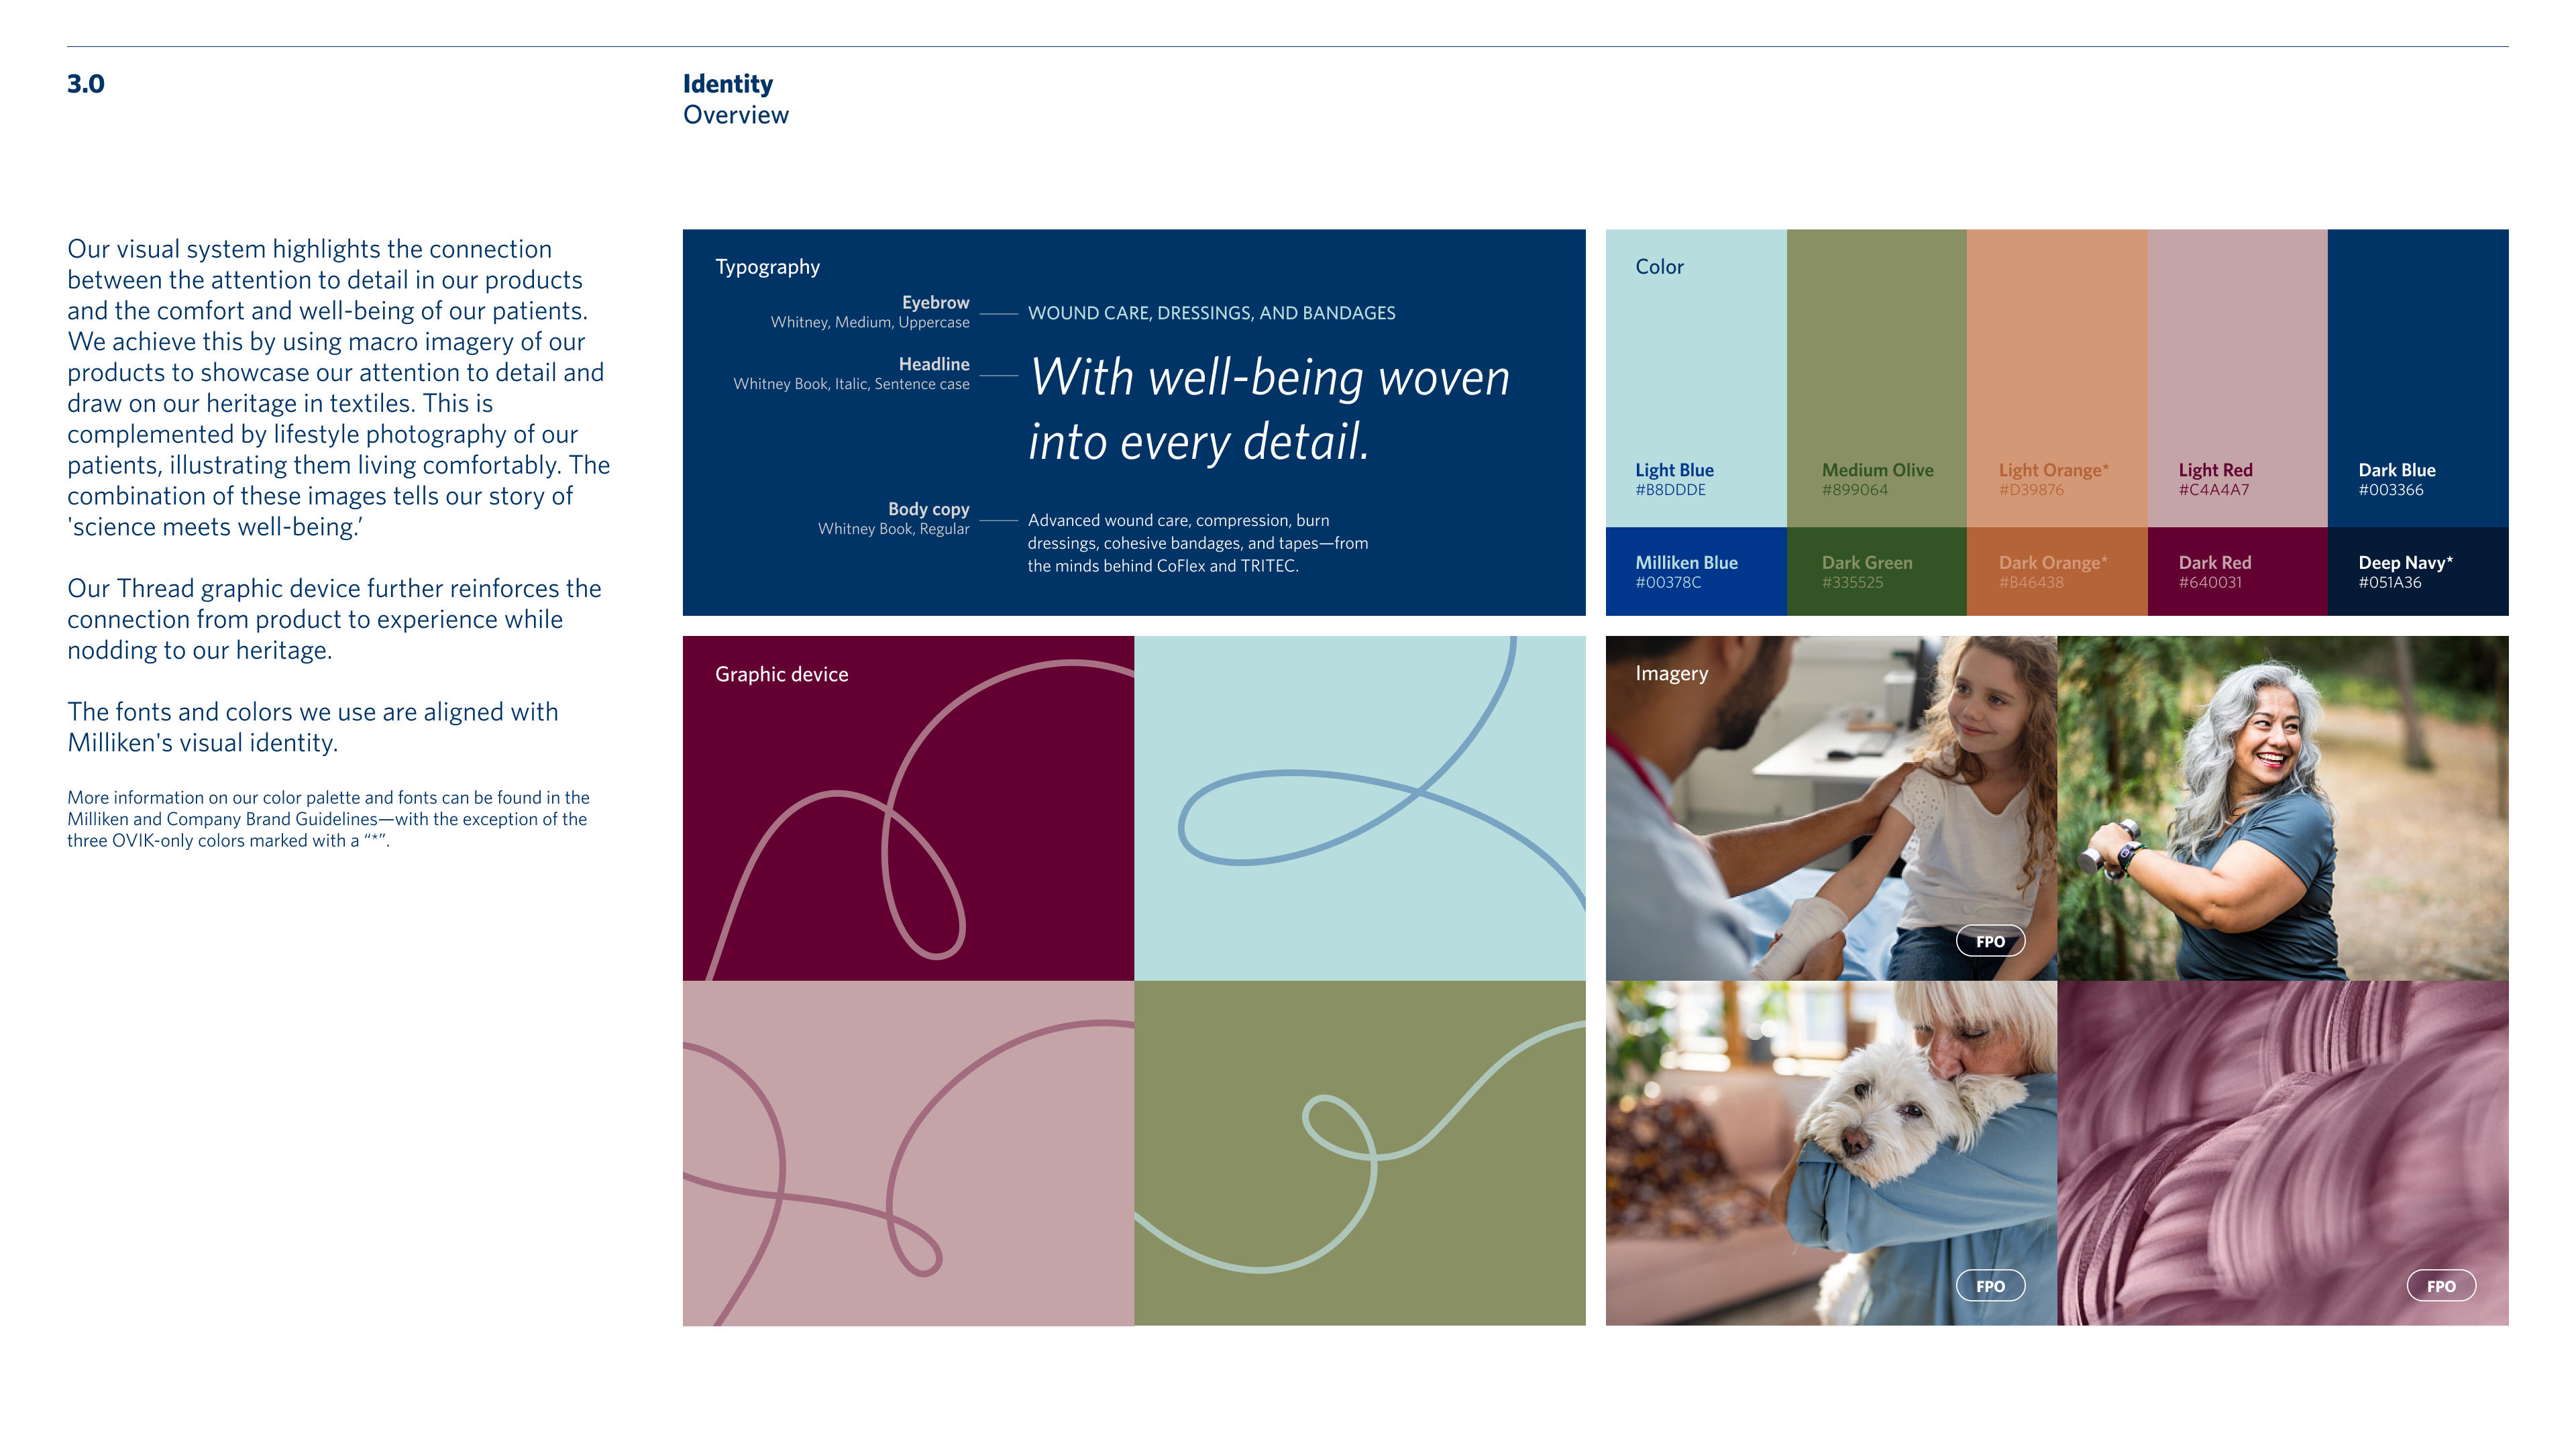 3.0
Identity
Overview
Our visual system highlights the connection
between the attention to detail in our products
and the comfort and well-being of our patients.
We achieve this by using macro imagery of our
products to showcase our attention to detail and
draw on our heritage in textiles. This is
complemented by lifestyle photography of our
patients, illustrating them living comfortably. The
combination of these images tells our story of
'science meets well-being.’
Our Thread graphic device further reinforces the
connection from product to experience while
nodding to our heritage.
The fonts and colors we use are aligned with
Milliken's visual identity.
More information on our color palette and fonts can be found in the
Milliken and Company Brand Guidelines—with the exception of the
three OVIK-only colors marked with a “*”.
Typography
Eyebrow
Whitney, Medium, Uppercase
WOUND CARE, DRESSINGS, AND BANDAGES
Headline
Whitney Book, Italic, Sentence case
With well-being woven
into every detail.
Body copy
Whitney Book, Regular
Advanced wound care, compression, burn
dressings, cohesive bandages, and tapes—from
the minds behind CoFlex and TRITEC.
Color
Light Blue
#B8DDDE
Medium Olive
#899064
Light Orange*
#D39876
Light Red
#C4A4A7
Dark Blue
#003366
Milliken Blue
#00378C
Dark Green
#335525
Dark Orange*
#B46438
Dark Red
#640031
Deep Navy*
#051A36
Graphic device
Imagery
FPO
FPO
FPO